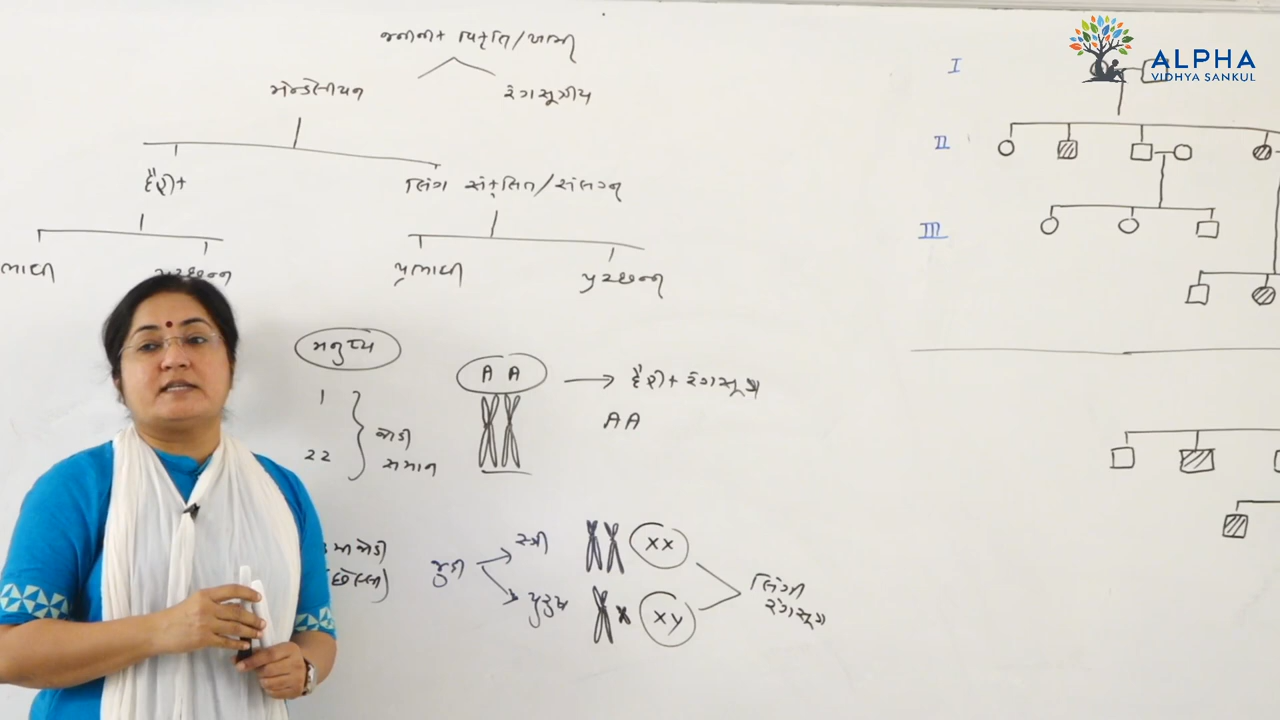 જનીનિક વિકૃતિ/ખામી
મેન્ડેલીયન
રંગસૂત્રીય
દૈહીક
લિંગ સંકલિત/સંલગ્ન
ભાવી
પ્રચ્છન્ન
પ્રભાવી
પ્રચ્છન્ન
મનુષ્ય
1
22
જોડી
સમાન
A A
દૈહીક રંગસૂત્ર
AA
મા જોડી
(છેલ્લી)
જુદી
સ્ત્રી
XX
પુરુષ
XY
લિંગી
રંગસૂત્ર
I
II
III
ALPHA
VIDHYA SANKUL